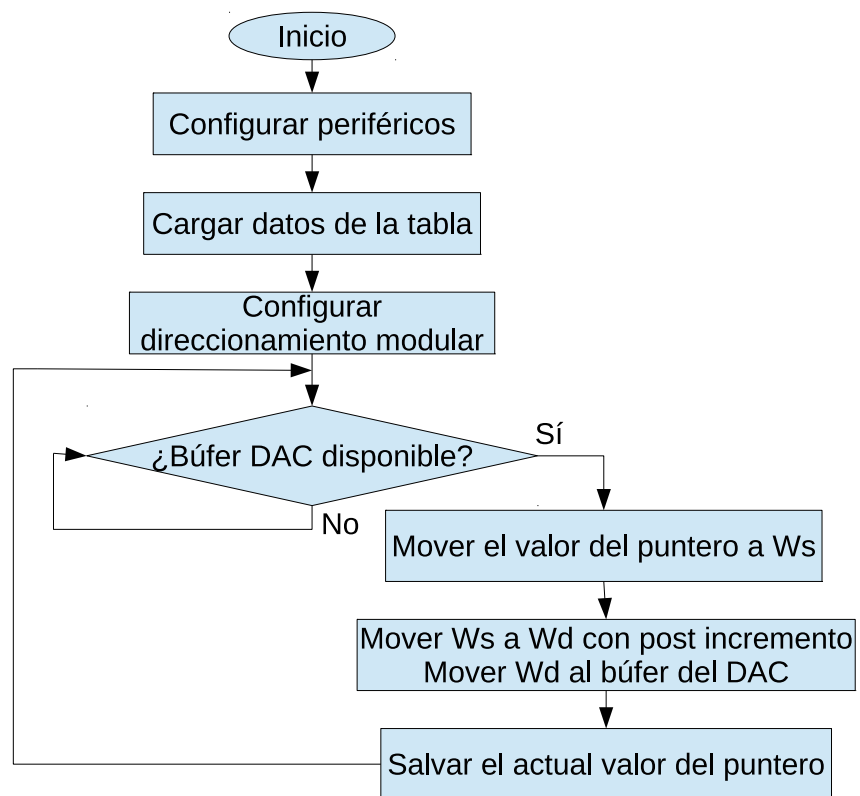 Inicio
Configurar periféricos
Cargar datos de la tabla
Configurar
direccionamiento modular
¿Búfer DAC disponible?
Sí
No
Mover el valor del puntero a Ws
Mover Ws a Wd con post incremento
Mover Wd al búfer del DAC
Salvar el actual valor del puntero